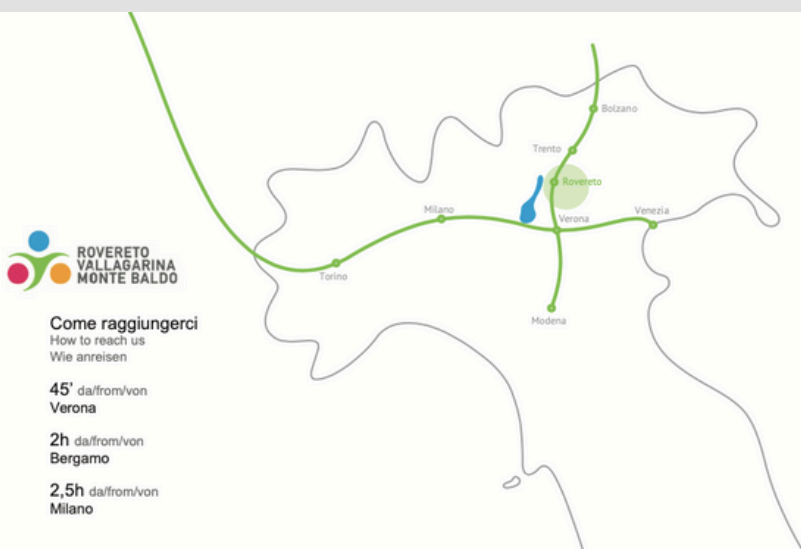 Bolzano
Trento
Rovereto
Milano
Venezia
Verona
Torino
Modena
ROVERETO
VALLAGARINA
MONTE BALDO
Come raggiungerci
How to reach us
Wie anreisen
45' da/from/von
Verona
2h da/from/von
Bergamo
2,5h da/from/von
Milano